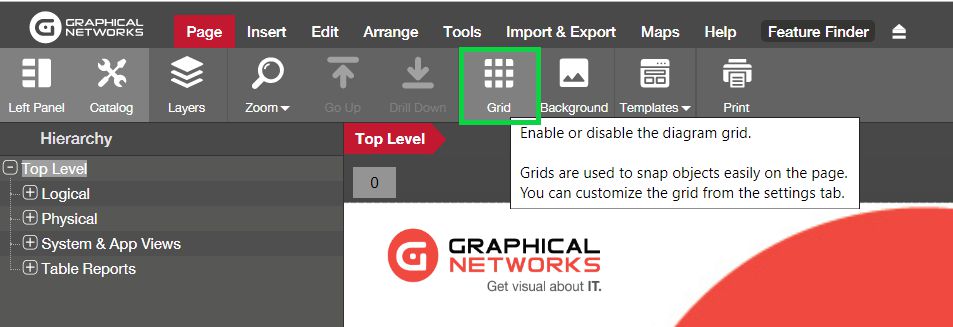 GRAPHICAL
NETWORKS
Page Insert Edit Arrange Tools Import & Export Maps Help Feature Finder
Left Panel Catalog Layers Zoom Go Up Drill Down Grid Background Templates Print
Enable or disable the diagram grid.
Grids are used to snap objects easily on the page.
You can customize the grid from the settings tab.
Hierarchy
Top Level
Top Level
0
Logical
Physical
System & App Views
Table Reports
GRAPHICAL
NETWORKS
Get visual about IT.